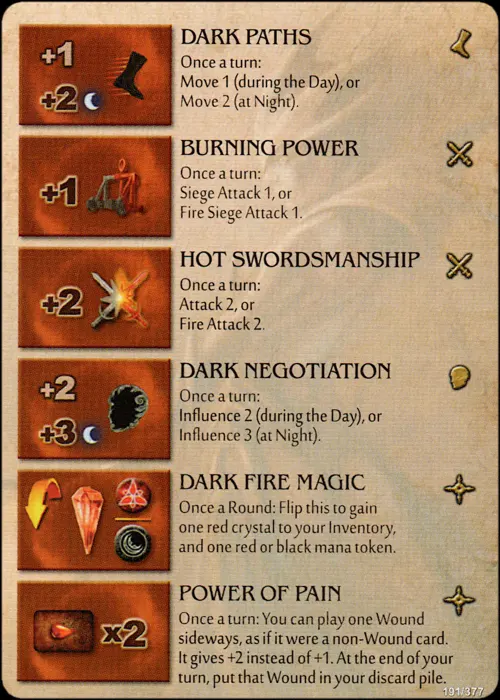 +1
+2
DARK PATHS
Once a turn:
Move 1 (during the Day), or
Move 2 (at Night).
+1
BURNING POWER
Once a turn:
Siege Attack 1, or
Fire Siege Attack 1.
+2
HOT SWORDSMANSHIP
Once a turn:
Attack 2, or
Fire Attack 2.
+2
+3
DARK NEGOTIATION
Once a turn:
Influence 2 (during the Day), or
Influence 3 (at Night).
DARK FIRE MAGIC
Once a Round: Flip this to gain
one red crystal to your Inventory,
and one red or black mana token.
x2
POWER OF PAIN
Once a turn: You can play one Wound
sideways, as if it were a non-Wound card.
It gives +2 instead of +1. At the end of your
turn, put that Wound in your discard pile.
191/377